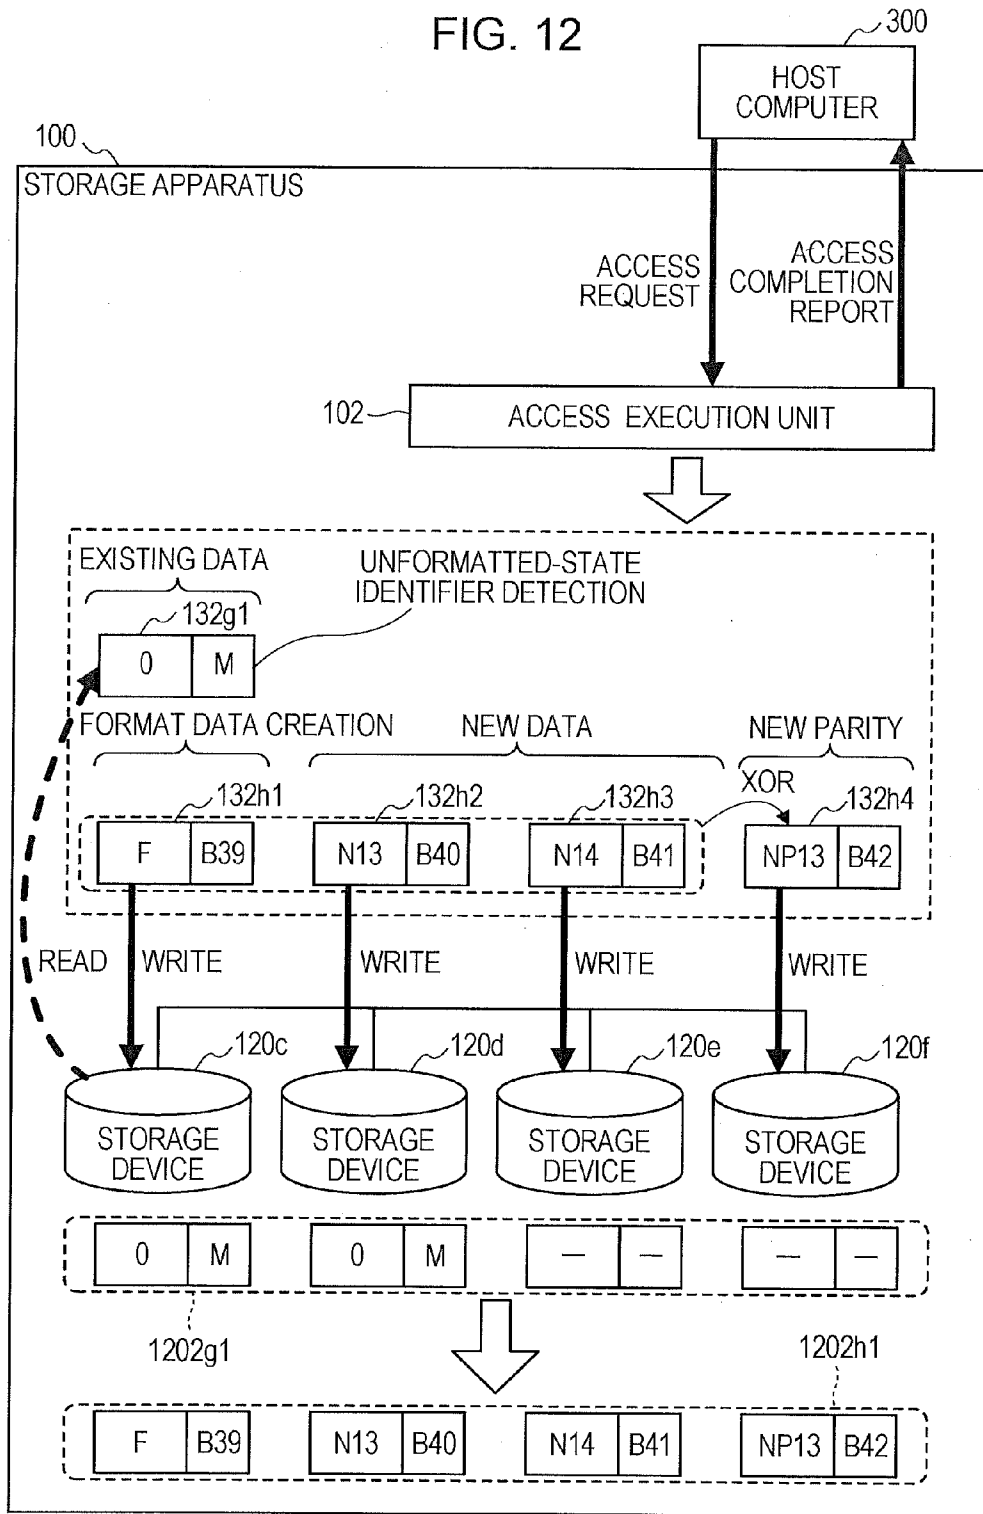 FIG. 12
300
HOST
COMPUTER
100
STORAGE APPARATUS
ACCESS
REQUEST
ACCESS
COMPLETION
REPORT
102
ACCESS EXECUTION UNIT
EXISTING DATA
UNFORMATTED-STATE
IDENTIFIER DETECTION
132g1
0 M
FORMAT DATA CREATION NEW DATA NEW PARITY
XOR
132h1 132h2 132h3 132h4
F B39 N13 B40 N14 B41 NP13 B42
READ WRITE WRITE WRITE WRITE
120c 120d 120e 120f
STORAGE
DEVICE
STORAGE
DEVICE
STORAGE
DEVICE
STORAGE
DEVICE
0 M 0 M — — — —
1202g1
1202h1
F B39 N13 B40 N14 B41 NP13 B42